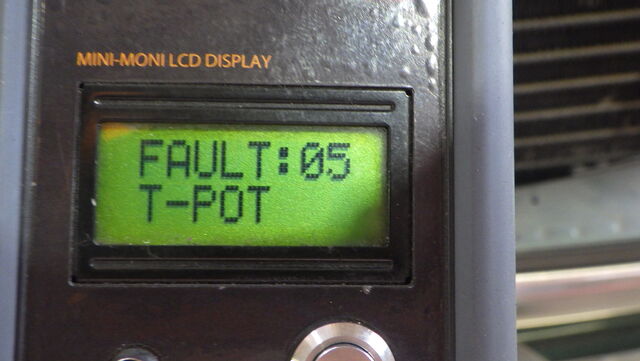 MINI-MONI LCD DISPLAY
FAULT:05
T-POT